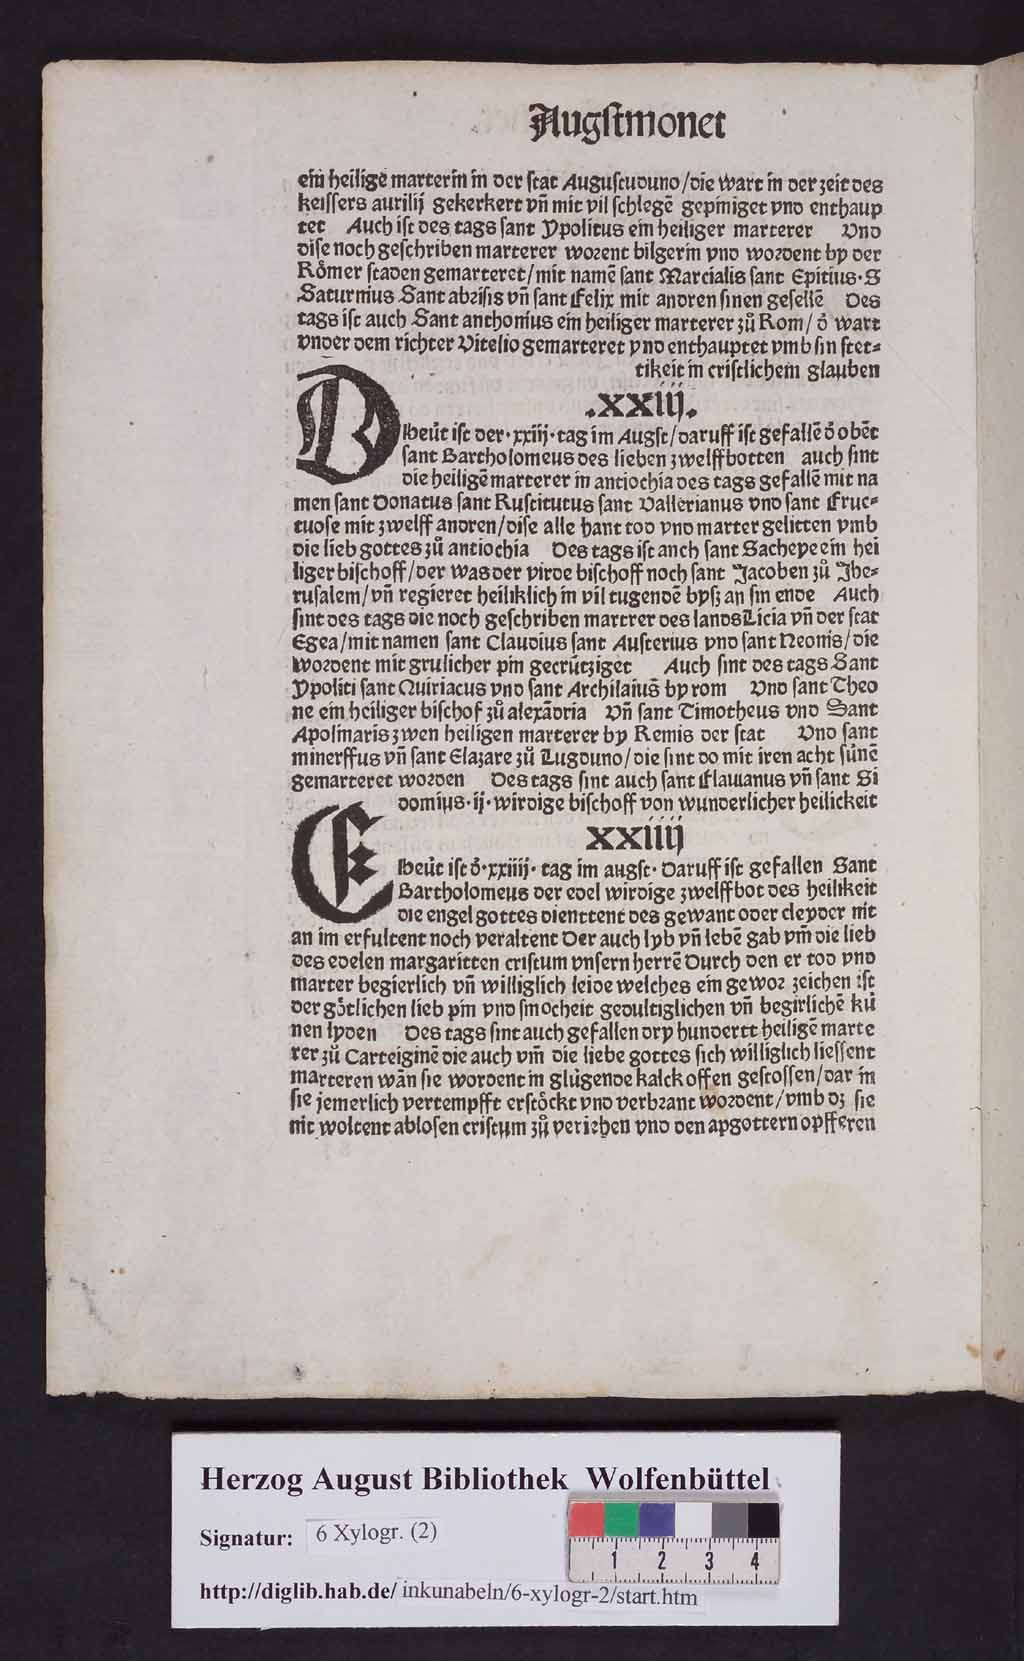 Augstmonet
ein heiligē marterin in der stat Augustuduno/die wart in der zeit des
keissers aurilij gekerkert vñ mit vil schlegē gepiniget vnd enthaup
tet Auch ist des tags sant Ypolitus ein heiliger marterer Vnd
dise noch geschriben marterer worent bilgerin vnd wordent by der
Rômer staden gemarteret/mit namē sant Marcialis sant Epitius·S
Saturnius Sant abrisis vñ sant Felix mit andren sinen gesellē Des
tags ist auch Sant anthonius ein heiliger marterer zů Rom/ď wart
vnder dem richter Vitelio gemarteret vnd enthauptet vmb sin stet⸗
tikeit in cristlichem glauben
.xxiij.
B Heůt ist der·xxiij·tag im Augst/daruff ist gefallē ď obēt
sant Bartholomeus des lieben zwelffbotten auch sint
die heiligē marterer in antiochia des tags gefallē mit na
men sant Donatus sant Rustitutus sant Vallerianus vnd sant Fruc⸗
tuose mit zwelff andren/dise alle hant tod vnd marter gelitten vmb
die lieb gottes zů antiochia Des tags ist anch sant Sachepe ein hei
liger bischoff/der was der virde bischoff noch sant Jacoben zů Jhe⸗
rusalem/vñ regieret heiliklich in vil tugendē bysz an sin ende Auch
sint des tags die noch geschriben martrer des lands Licia vñ der stat
Egea/mit namen sant Claudius sant Austerius vnd sant Neonis/die
wordent mit grulicher pin gecrůtziget Auch sint des tags Sant
Ypoliti sant Quiriacus vnd sant Archilaius by rom Vnd sant Theo
ne ein heiliger bischof zů alexādria Vñ sant Timotheus vnd Sant
Apolinaris zwen heiligen marterer by Remis der stat Vnd sant
minerffus vñ sant Elazare zů Lugduno/die sint do mit iren acht sůnē
gemarteret worden Des tags sint auch sant Flauianus vñ sant Si
domius·ij·wirdige bischoff von wunderlicher heilickeit
xxiiij
E Heůt ist ď·xxiiij·tag im augst·Daruff ist gefallen Sant
Bartholomeus der edel wirdige zwelffbot des heilikeit
die engel gottes dienttent des gewant oder cleyder nit
an im erfultent noch veraltent Der auch lyb vñ lebē gab vm̄ die lieb
des edelen margaritten cristum vnsern herrē Durch den er tod vnd
marter begierlich vñ williglich leide welches ein gewor zeichen ist
der gôtlichen lieb pin vnd smocheit gedultiglichen vñ begirlichē ků
nen lyden Des tags sint auch gefallen dry hundertt heiligē marte
rer zů Carteiginē die auch vm̄ die liebe gottes sich williglich liessent
marteren wān sie wordent in glůgende kalck offen gestossen/dar in
sie jemerlich vertempfft erstôckt vnd verbrant wordent/vmb dz sie
nit woltent ablosen cristum zů verizhen vnd den apgottern opfferen
Herzog August Bibliothek Wolfenbüttel
Signatur: 6 Xylogr. (2)
1 2 3 4
http://diglib.hab.de/ inkunabeln/6-xylogr-2/start.htm